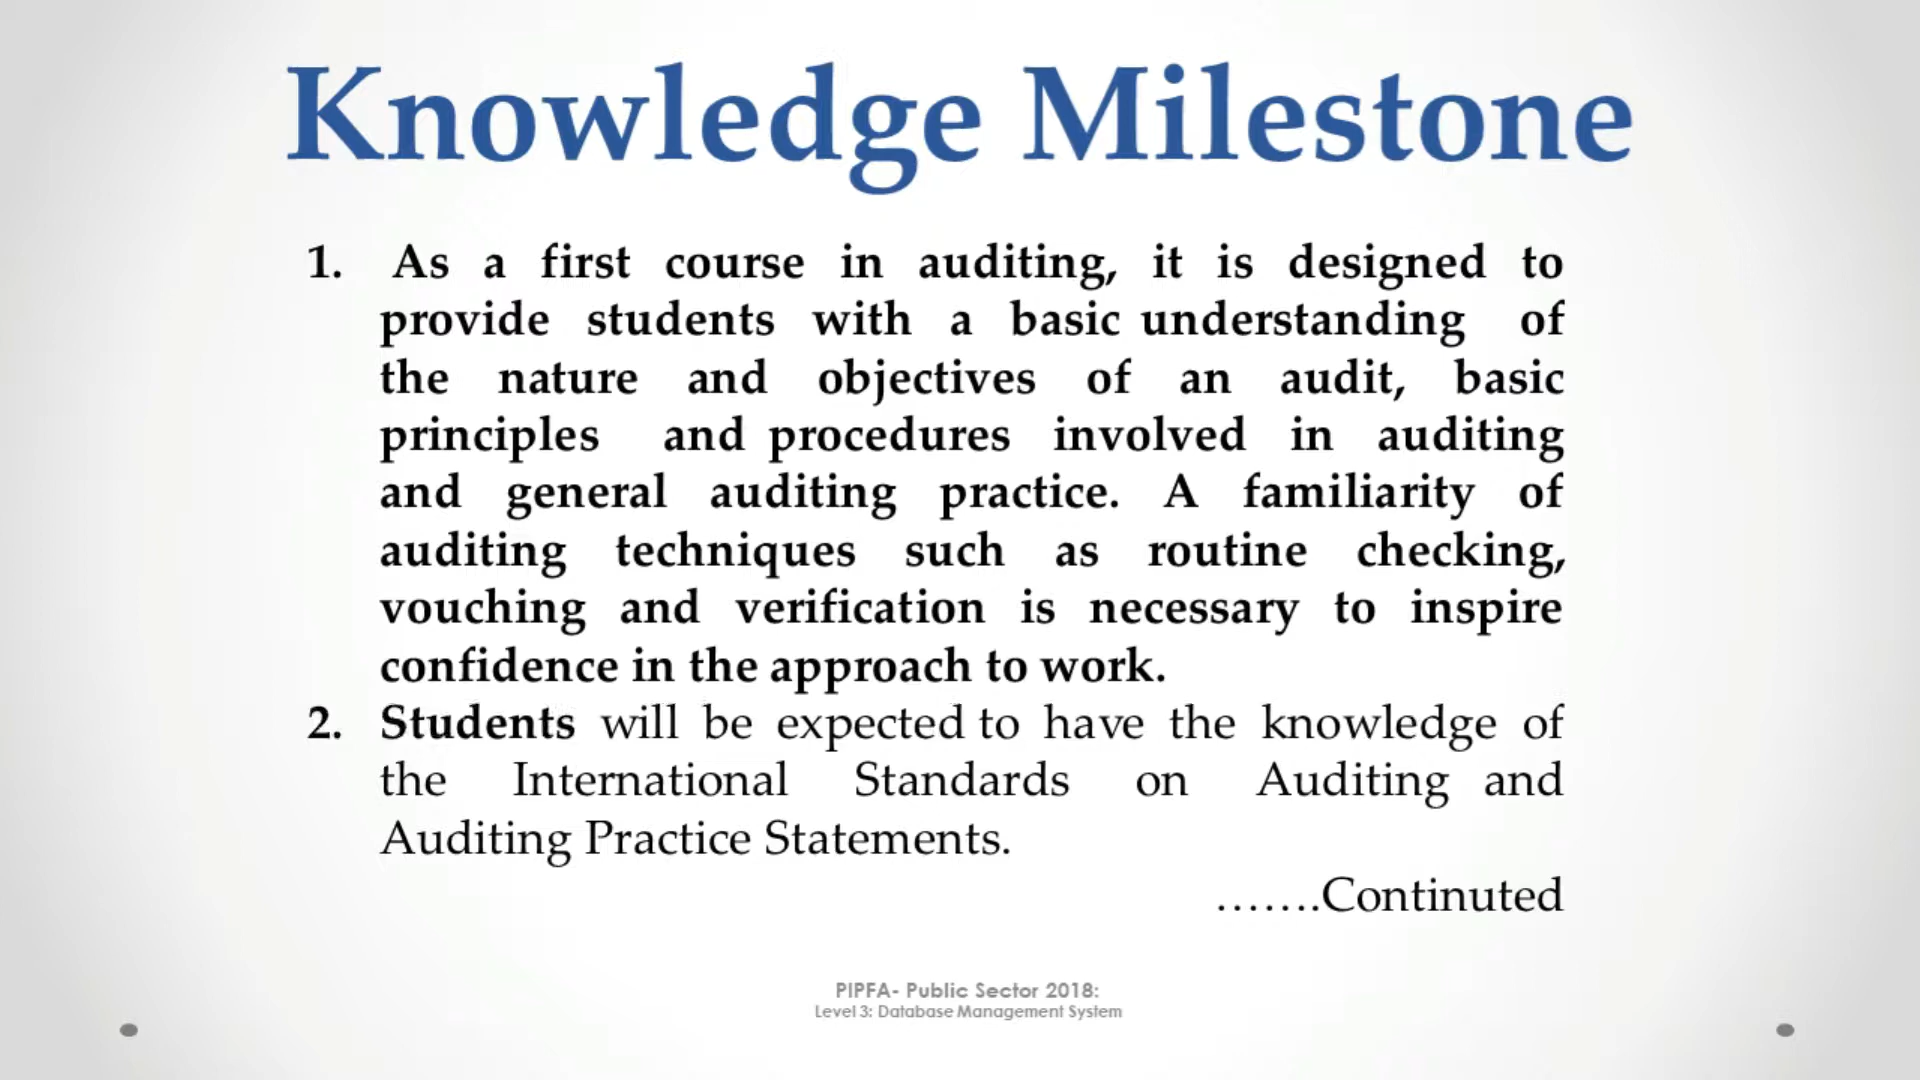 Knowledge Milestone
1. As a first course in auditing, it is designed to
provide students with a basic understanding of
the nature and objectives of an audit, basic
principles and procedures involved in auditing
and general auditing practice. A familiarity of
auditing techniques such as routine checking,
vouching and verification is necessary to inspire
confidence in the approach to work.
2. Students will be expected to have the knowledge of
the International Standards on Auditing and
Auditing Practice Statements.
…….Continuted
PIPFA- Public Sector 2018:
Level 3: Database Management System